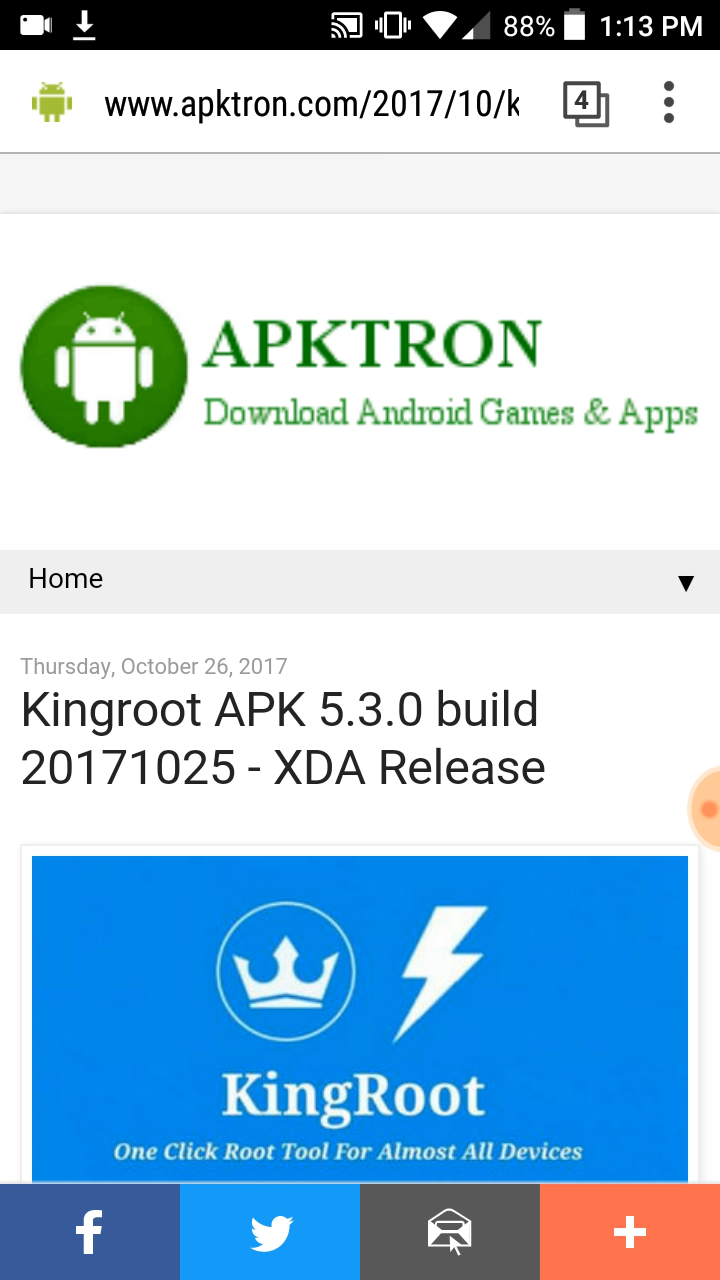 88% 1:13 PM
www.apktron.com/2017/10/k
4
APKTRON
Download Android Games & Apps
Home
Thursday, October 26, 2017
Kingroot APK 5.3.0 build
20171025 - XDA Release
KingRoot
One Click Root Tool For Almost All Devices